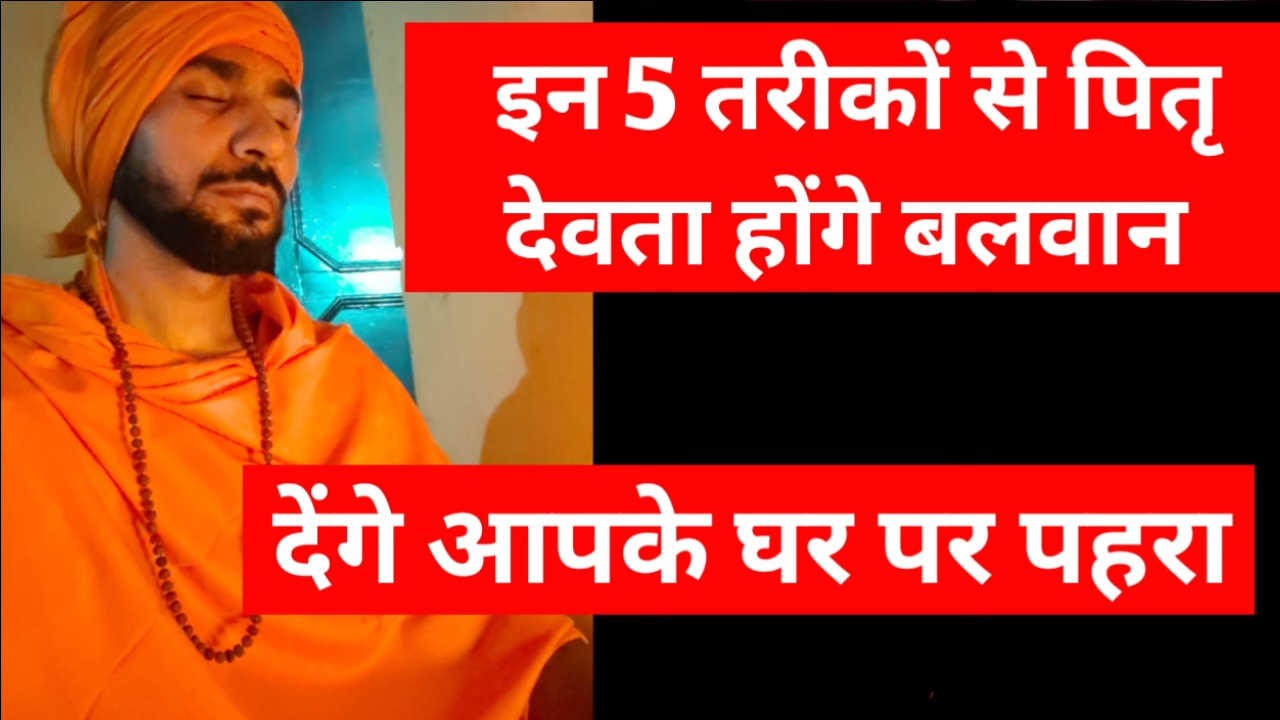 इन 5 तरीकों से पितृ
देवता होंगे बलवान
देंगे आपके घर पर पहरा